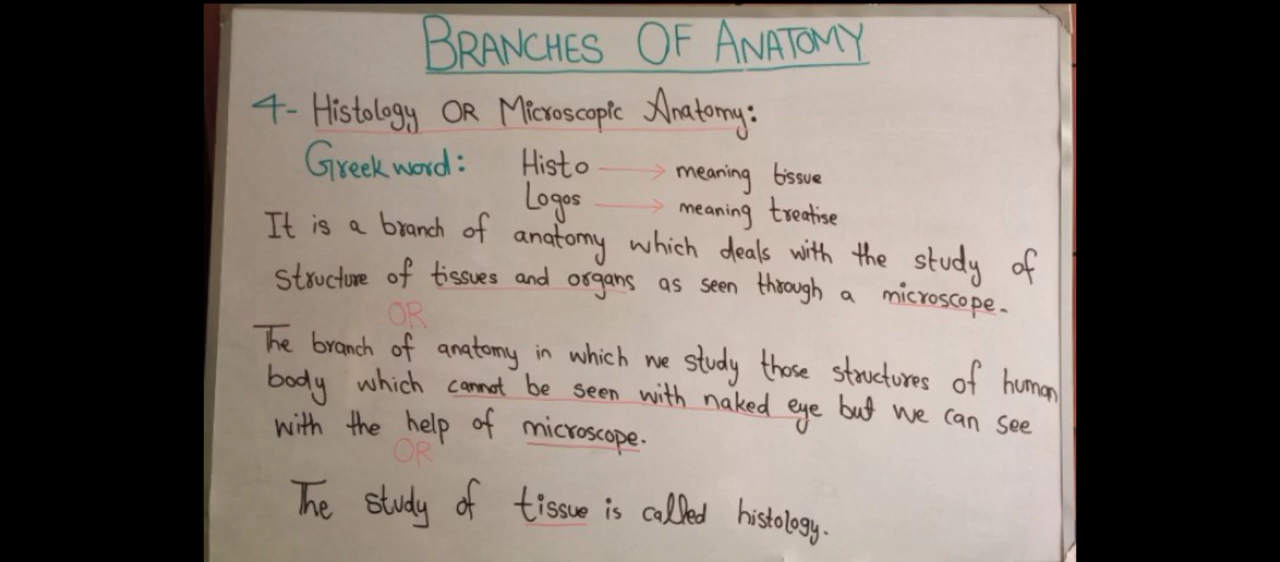 BRANCHES OF ANATOMY
4- Histology OR Microscopic Anatomy:
Greek word: Histo → meaning tissue
Logos → meaning treatise
It is a branch of anatomy which deals with the study of
structure of tissues and organs as seen through a microscope.
OR
The branch of anatomy in which we study those structures of human
body which cannot be seen with naked eye but we can see
with the help of microscope.
OR
The study of tissue is called histology.